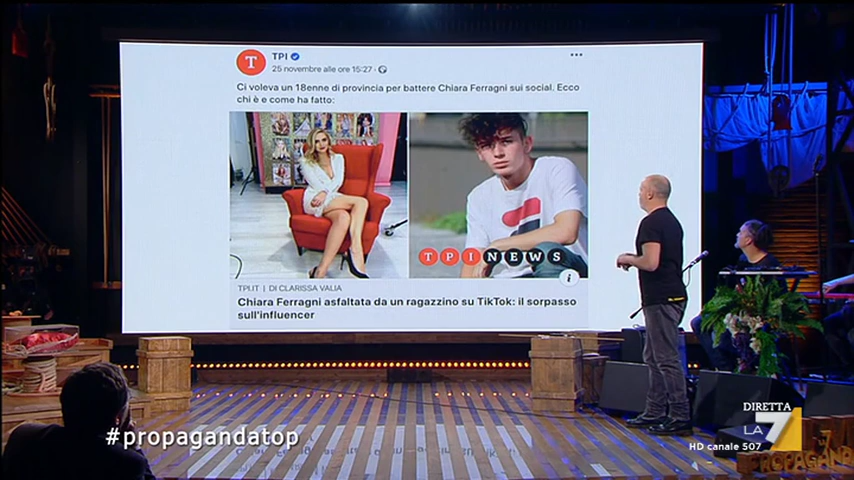 TPI
25 novembre alle ore 15:27
Ci voleva un 18enne di provincia per battere Chiara Ferragni sui social. Ecco
chi è e come ha fatto:
TPI NEWS
TPI.IT | DI CLARISSA VALIA
Chiara Ferragni asfaltata da un ragazzino su TikTok: il sorpasso
sull'influencer
#propagandatop
DIRETTA
LA 7
HD canale 507
PROPAGAND